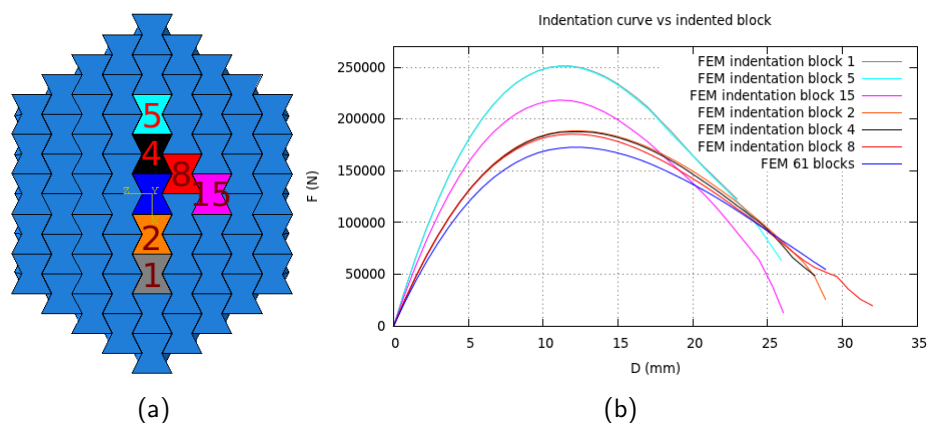 5
4
8
15
2
1
(a)
Indentation curve vs indented block
F (N)
250000
200000
150000
100000
50000
0
FEM indentation block 1
FEM indentation block 5
FEM indentation block 15
FEM indentation block 2
FEM indentation block 4
FEM indentation block 8
FEM 61 blocks
0 5 10 15 20 25 30 35
D (mm)
(b)